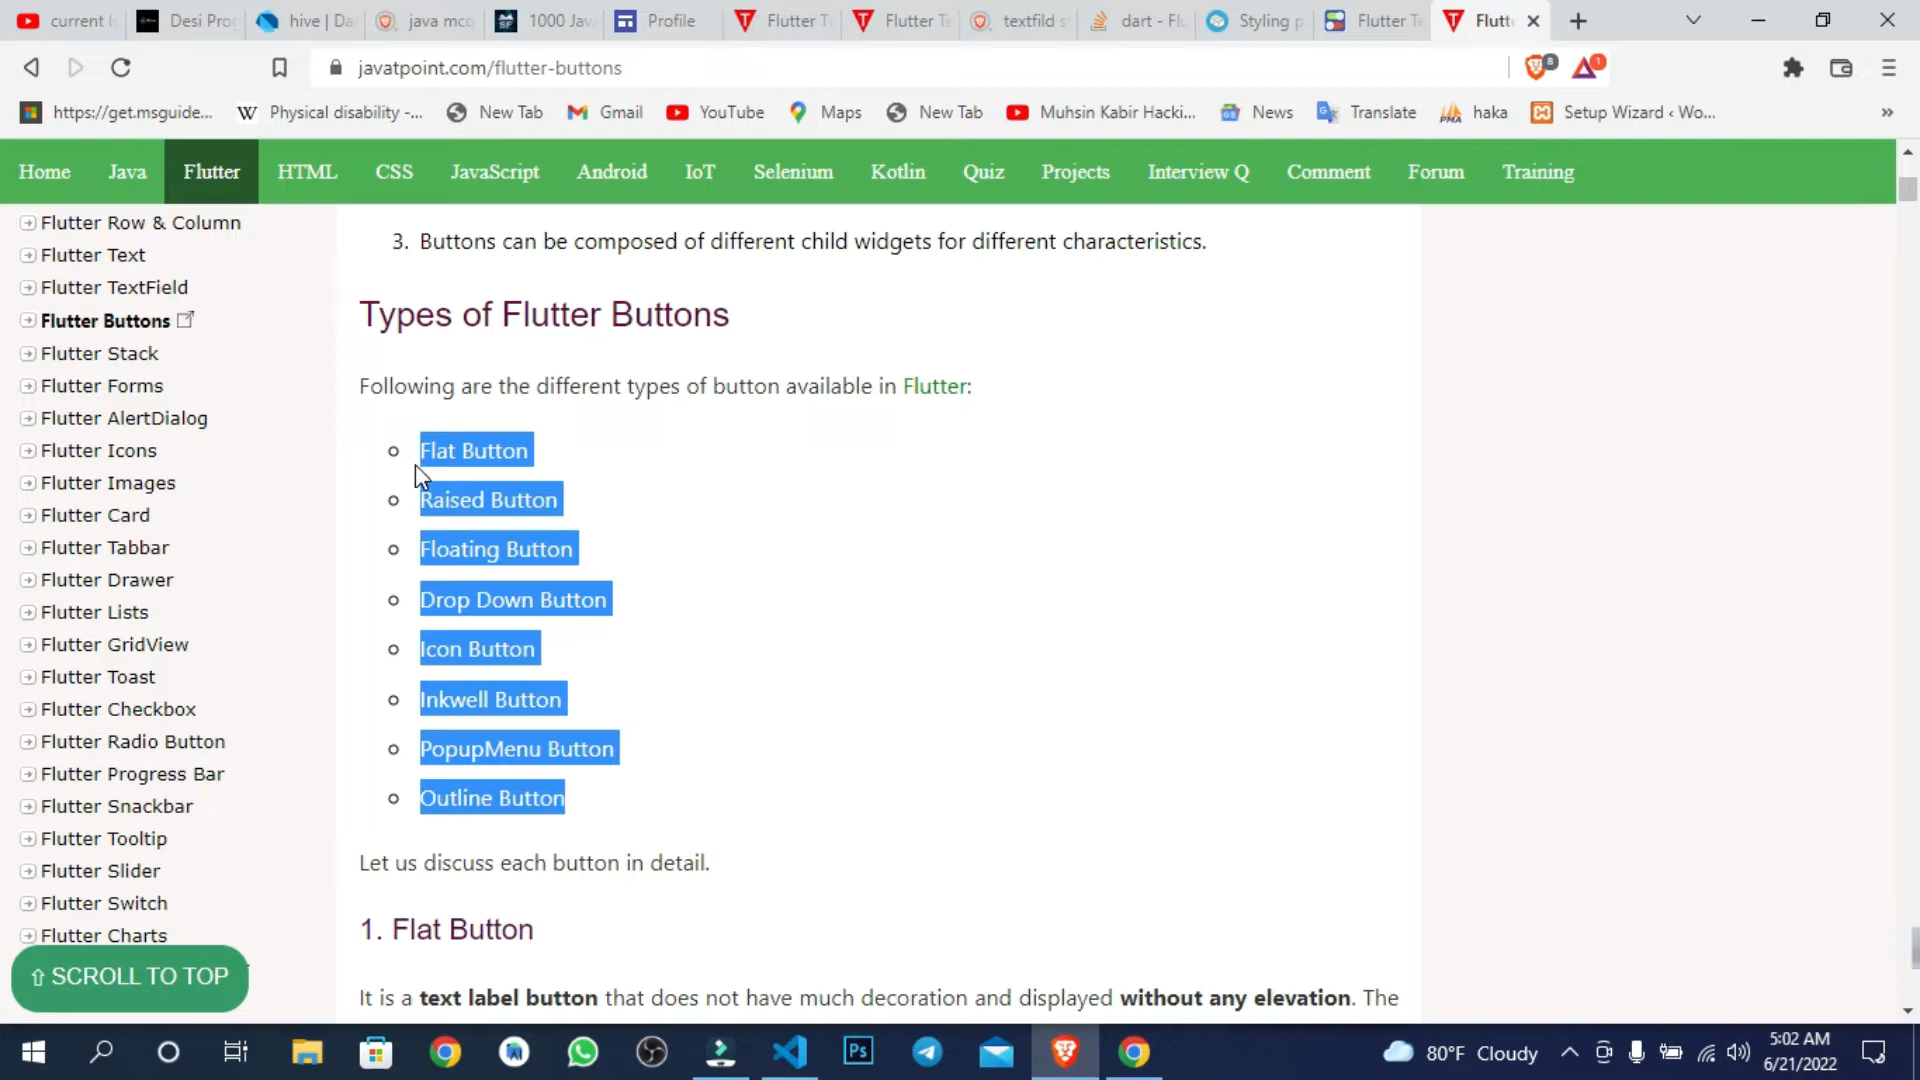 current l
Desi Prog
hive | Da
java mcq
1000 Jav
Profile
Flutter T
Flutter Te
textfild s
dart - Flu
Styling p
Flutter Te
Flutt
javatpoint.com/flutter-buttons
8
1
https://get.msguide...
Physical disability -...
New Tab
Gmail
YouTube
Maps
New Tab
Muhsin Kabir Hacki...
News
Translate
haka
Setup Wizard ‹ Wo...
»
Home Java Flutter HTML CSS JavaScript Android IoT Selenium Kotlin Quiz Projects Interview Q Comment Forum Training
Flutter Row & Column
Flutter Text
Flutter TextField
Flutter Buttons
Flutter Stack
Flutter Forms
Flutter AlertDialog
Flutter Icons
Flutter Images
Flutter Card
Flutter Tabbar
Flutter Drawer
Flutter Lists
Flutter GridView
Flutter Toast
Flutter Checkbox
Flutter Radio Button
Flutter Progress Bar
Flutter Snackbar
Flutter Tooltip
Flutter Slider
Flutter Switch
Flutter Charts
⇧ SCROLL TO TOP
3. Buttons can be composed of different child widgets for different characteristics.
Types of Flutter Buttons
Following are the different types of button available in Flutter:
Flat Button
Raised Button
Floating Button
Drop Down Button
Icon Button
Inkwell Button
PopupMenu Button
Outline Button
Let us discuss each button in detail.
1. Flat Button
It is a text label button that does not have much decoration and displayed without any elevation. The
Ps
80°F Cloudy
5:02 AM
6/21/2022